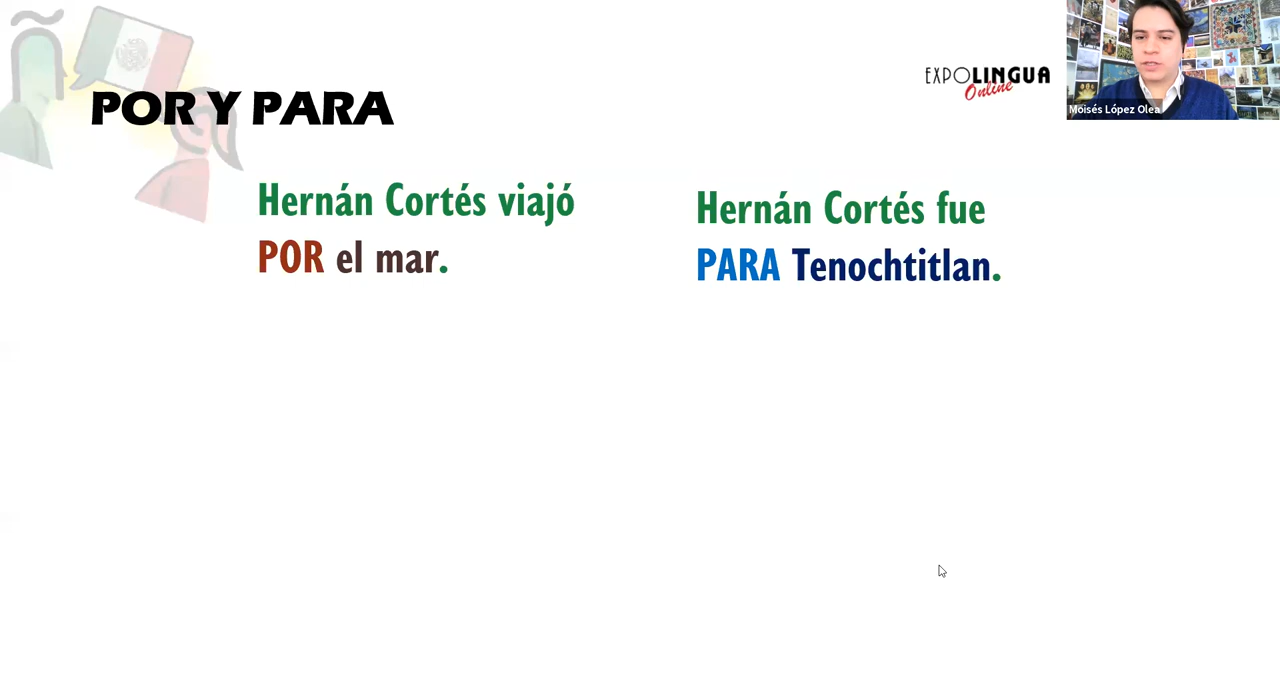 Ñ
POR Y PARA
EXPOLINGUA
Online
Moisés López Olea
Hernán Cortés viajó
POR el mar.
Hernán Cortés fue
PARA Tenochtitlan.